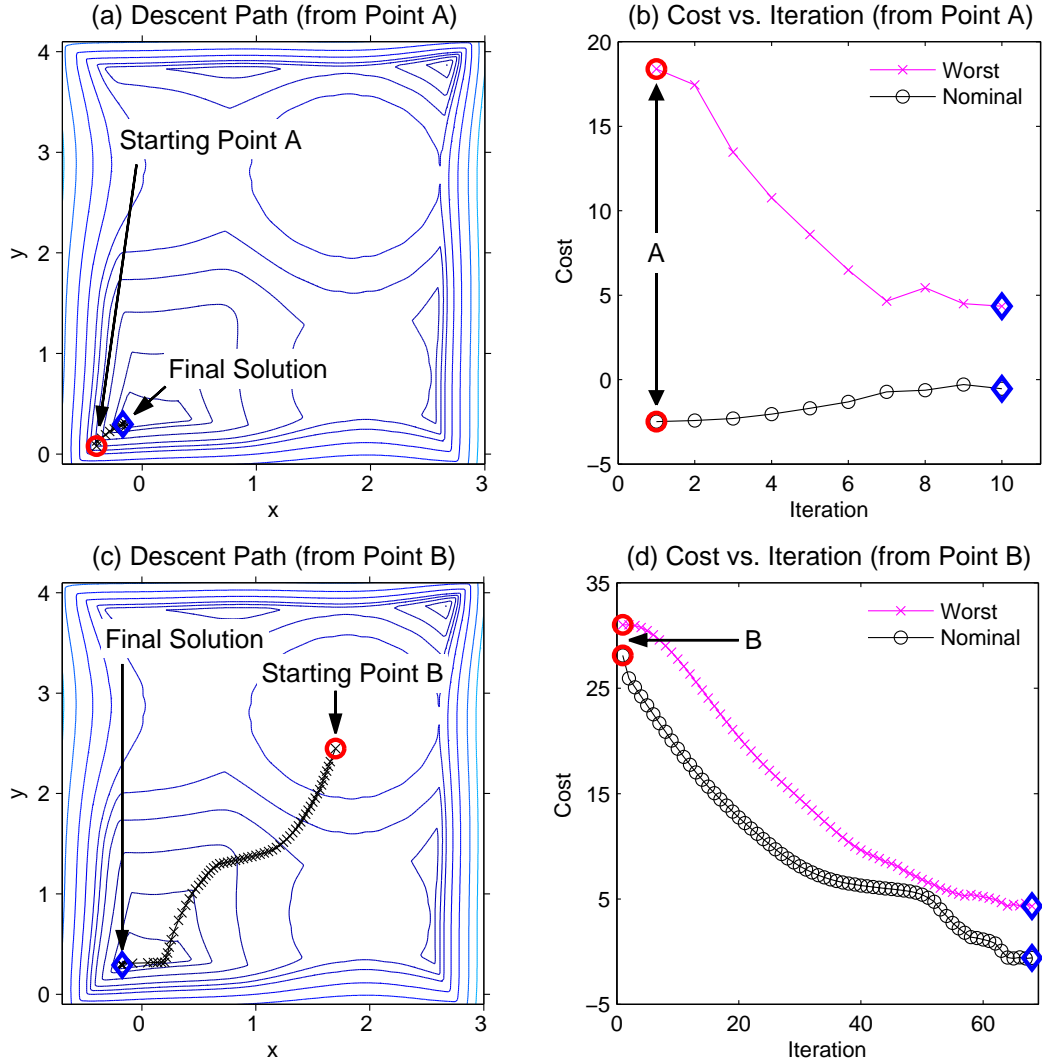 (a) Descent Path (from Point A)
4
3
2
1
0
0
1
2
3
x
y
Starting Point A
Final Solution
(b) Cost vs. Iteration (from Point A)
20
15
10
5
0
−5
0
2
4
6
8
10
Iteration
Cost
Worst
Nominal
A
(c) Descent Path (from Point B)
4
3
2
1
0
0
1
2
3
x
y
Final Solution
Starting Point B
(d) Cost vs. Iteration (from Point B)
35
25
15
5
−5
0
20
40
60
Iteration
Cost
Worst
Nominal
B